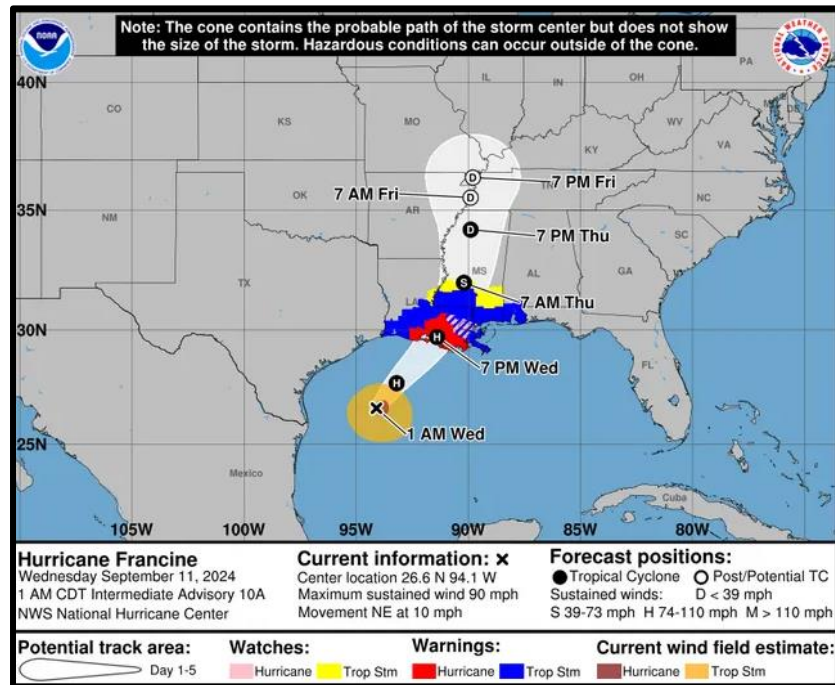 Note: The cone contains the probable path of the storm center but does not show
the size of the storm. Hazardous conditions can occur outside of the cone.
NOAA
NATIONAL WEATHER SERVICE
40N
35N
30N
25N
105W
100W
95W
90W
85W
80W
CO
KS
MO
IL
IN
OH
PA
MD
DE
WV
VA
KY
NM
OK
AR
TN
NC
SC
TX
LA
MS
AL
GA
FL
Mexico
Cuba
D
7 PM Fri
7 AM Fri
D
D
7 PM Thu
S
7 AM Thu
H
7 PM Wed
H
1 AM Wed
Hurricane Francine
Wednesday September 11, 2024
1 AM CDT Intermediate Advisory 10A
NWS National Hurricane Center
Current information: ×
Center location 26.6 N 94.1 W
Maximum sustained wind 90 mph
Movement NE at 10 mph
Forecast positions:
● Tropical Cyclone ○ Post/Potential TC
Sustained winds: D < 39 mph
S 39-73 mph H 74-110 mph M > 110 mph
Potential track area:
Day 1-5
Watches:
Hurricane Trop Stm
Warnings:
Hurricane Trop Stm
Current wind field estimate:
Hurricane Trop Stm